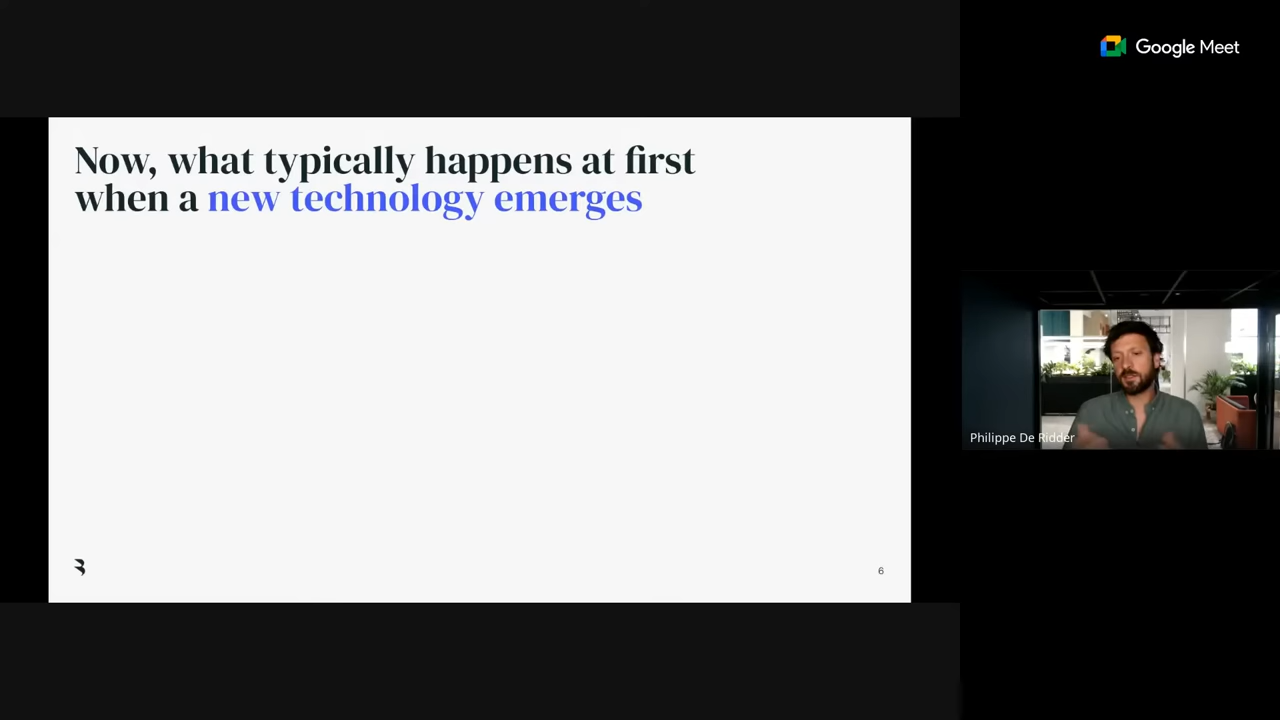 Google Meet
Now, what typically happens at first
when a new technology emerges
Philippe De Ridder
6